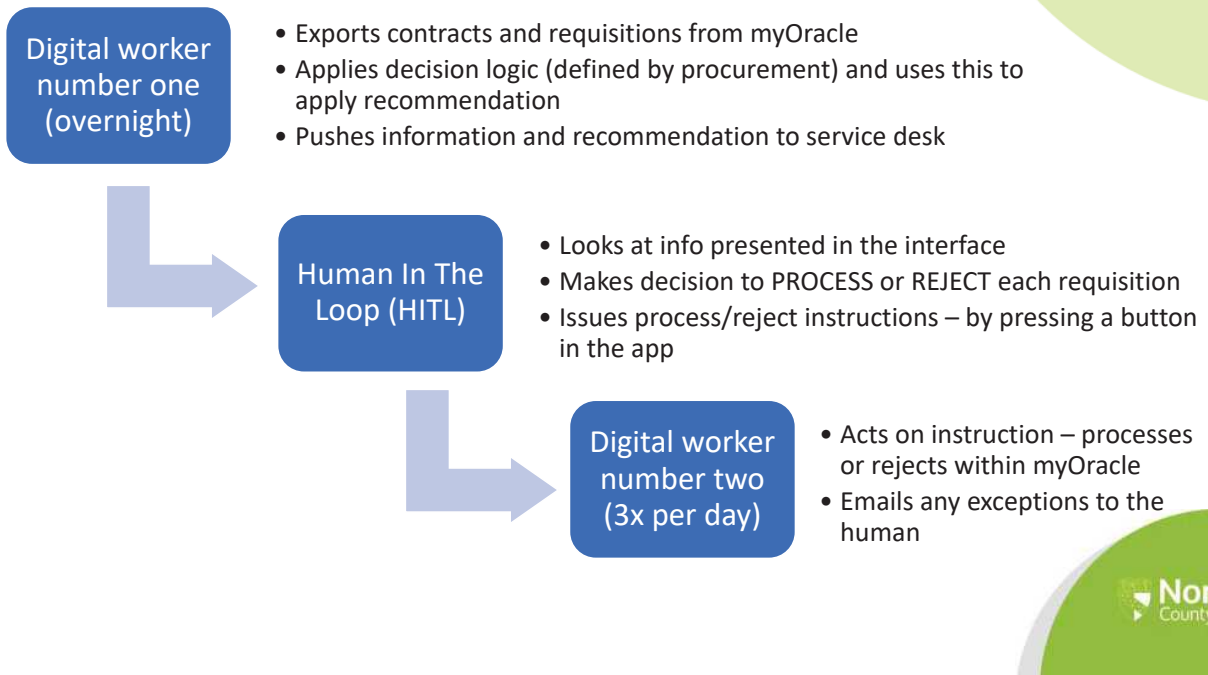 Digital worker
number one
(overnight)
• Exports contracts and requisitions from myOracle
• Applies decision logic (defined by procurement) and uses this to
apply recommendation
• Pushes information and recommendation to service desk
Human In The
Loop (HITL)
• Looks at info presented in the interface
• Makes decision to PROCESS or REJECT each requisition
• Issues process/reject instructions – by pressing a button
in the app
Digital worker
number two
(3x per day)
• Acts on instruction – processes
or rejects within myOracle
• Emails any exceptions to the
human
Nor
County